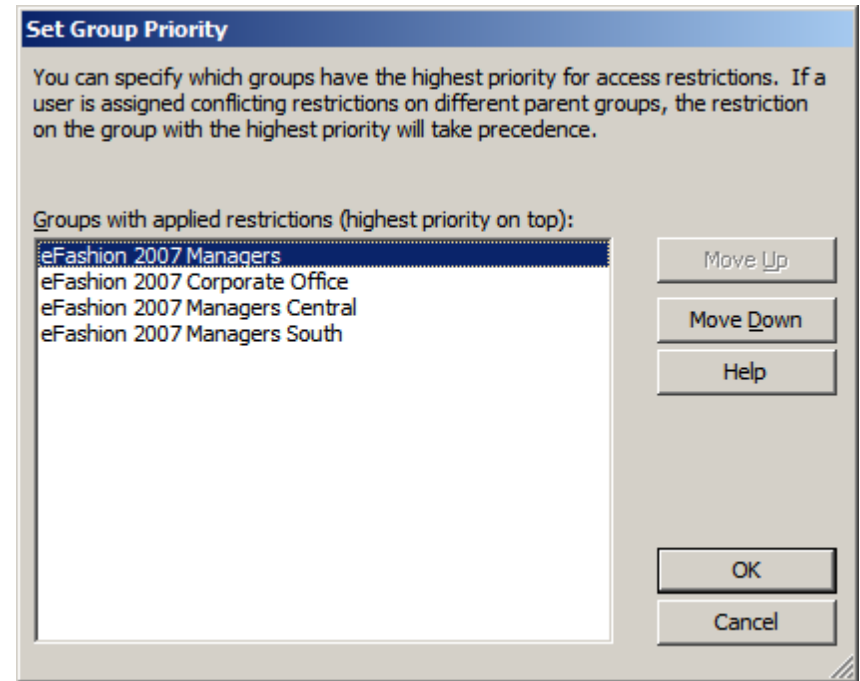 Set Group Priority
You can specify which groups have the highest priority for access restrictions. If a
user is assigned conflicting restrictions on different parent groups, the restriction
on the group with the highest priority will take precedence.
Groups with applied restrictions (highest priority on top):
eFashion 2007 Managers
eFashion 2007 Corporate Office
eFashion 2007 Managers Central
eFashion 2007 Managers South
Move Up
Move Down
Help
OK
Cancel